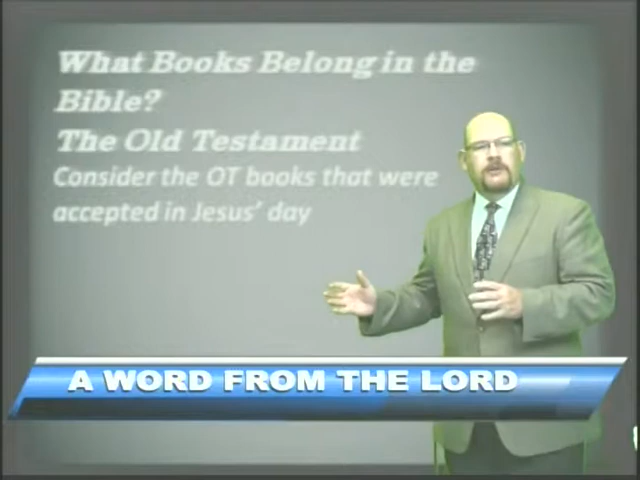 What Books Belong in the
Bible?
The Old Testament
Consider the OT books that were
accepted in Jesus' day
A WORD FROM THE LORD